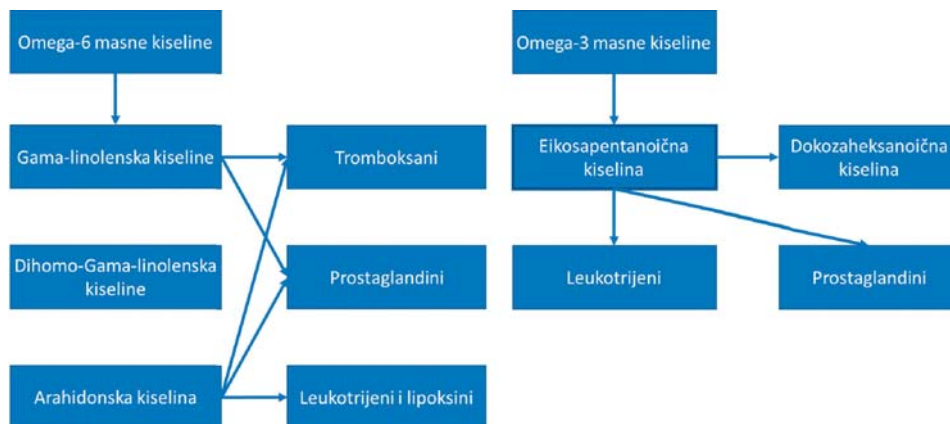 Omega-6 masne kiseline
Omega-3 masne kiseline
Gama-linolenska kiseline
Tromboksani
Eikosapentanoična
kiselina
Dokozaheksanoična
kiselina
Dihomo-Gama-linolenska
kiseline
Prostaglandini
Leukotrijeni
Prostaglandini
Arahidonska kiselina
Leukotrijeni i lipoksini